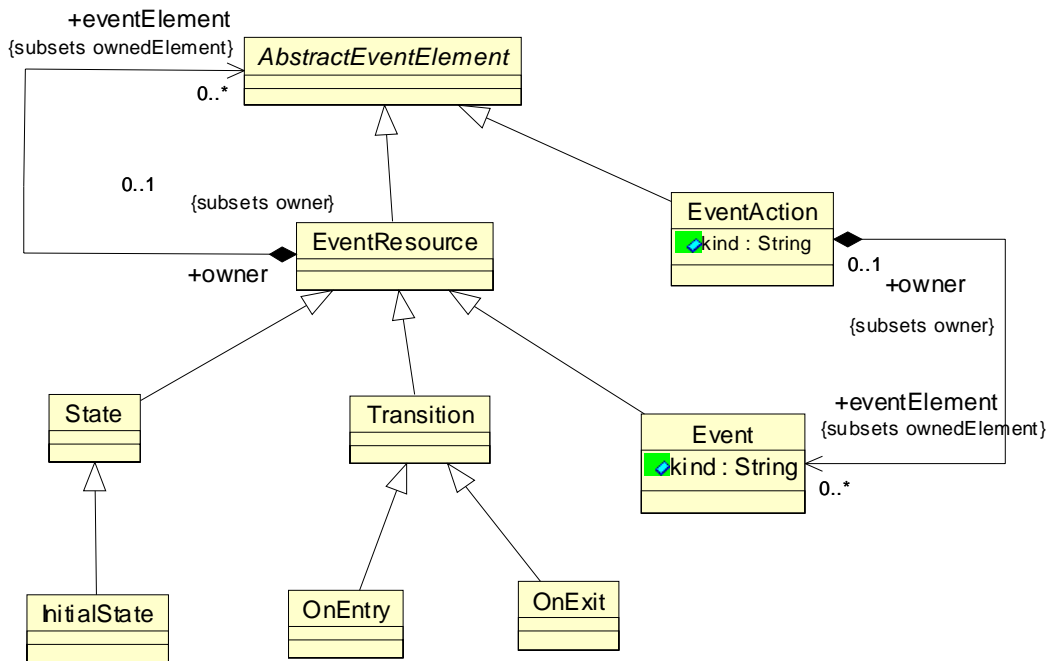 +eventElement
{subsets ownedElement}
AbstractEventElement
0..*
0..1
{subsets owner}
EventResource
+owner
EventAction
kind : String
0..1
+owner
{subsets owner}
State
Transition
+eventElement
{subsets ownedElement}
Event
kind : String
0..*
InitialState
OnEntry
OnExit